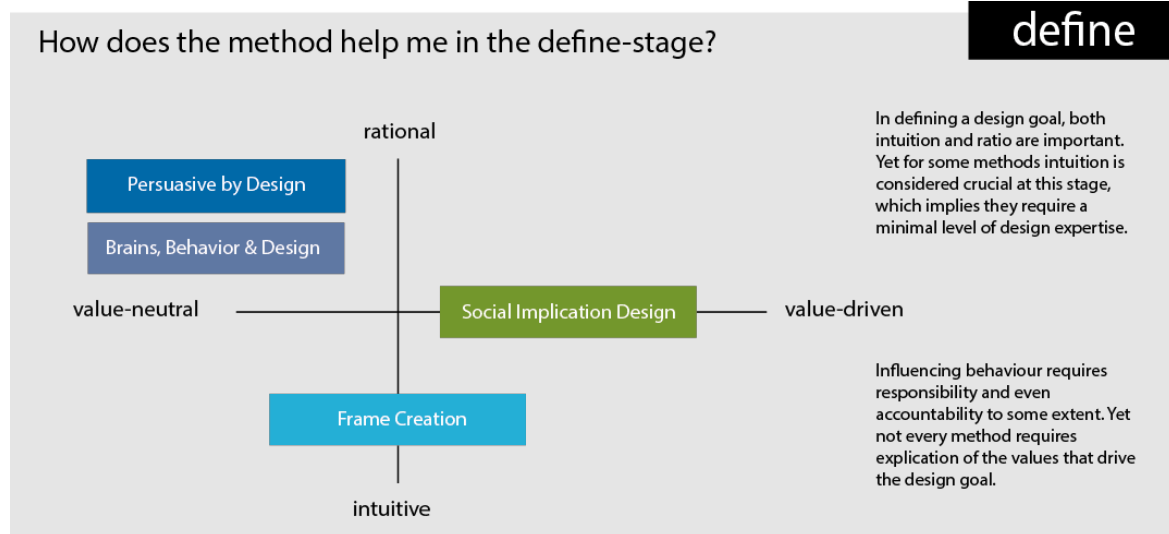 How does the method help me in the define-stage?
define
rational
Persuasive by Design
Brains, Behavior & Design
value-neutral
Social Implication Design
value-driven
Frame Creation
intuitive
In defining a design goal, both
intuition and ratio are important.
Yet for some methods intuition is
considered crucial at this stage,
which implies they require a
minimal level of design expertise.
Influencing behaviour requires
responsibility and even
accountability to some extent. Yet
not every method requires
explication of the values that drive
the design goal.